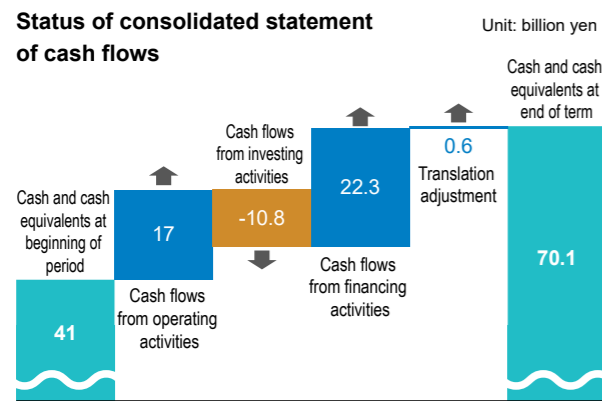 Status of consolidated statement
of cash flows
Unit: billion yen
Cash and cash
equivalents at
beginning of
period
41
17
Cash flows
from operating
activities
Cash flows
from investing
activities
-10.8
22.3
Cash flows
from financing
activities
0.6
Translation
adjustment
Cash and cash
equivalents at
end of term
70.1